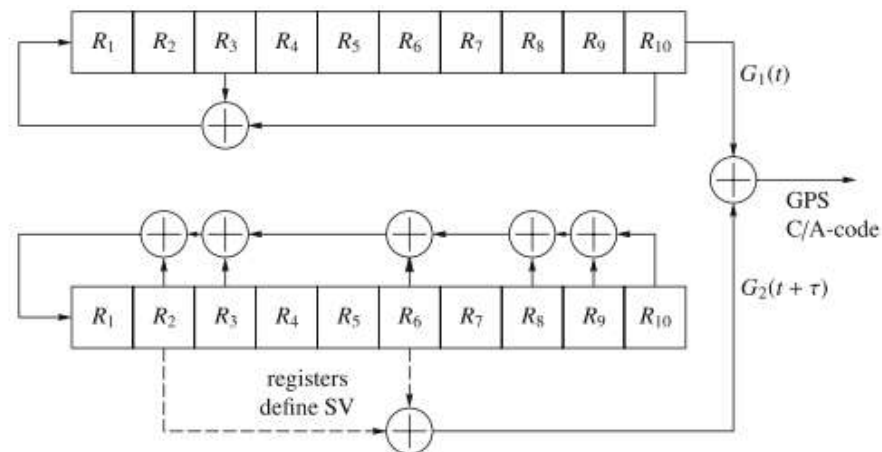 R1 R2 R3 R4 R5 R6 R7 R8 R9 R10
G1(t)
GPS
C/A-code
G2(t + τ)
R1 R2 R3 R4 R5 R6 R7 R8 R9 R10
registers
define SV